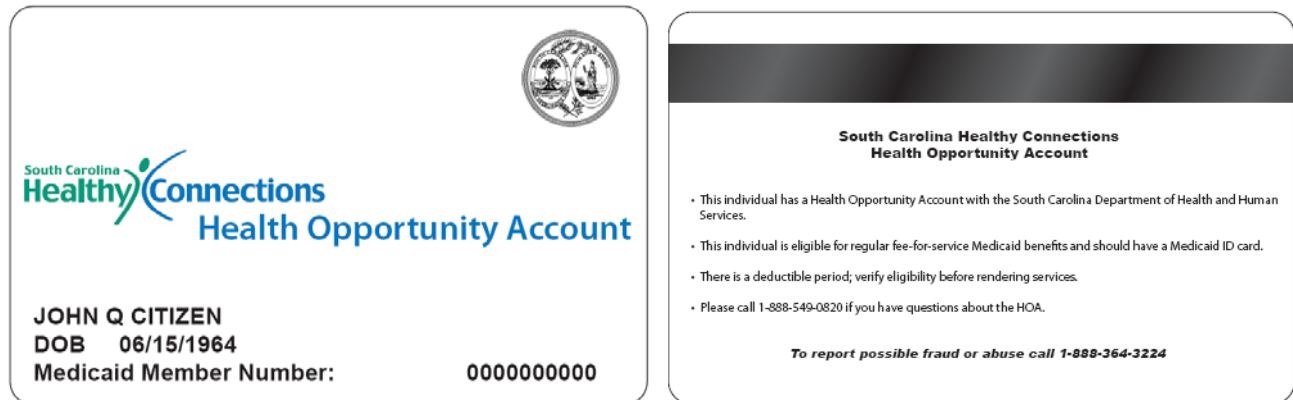 South Carolina
Healthy Connections
Health Opportunity Account
JOHN Q CITIZEN
DOB 06/15/1964
Medicaid Member Number: 0000000000
South Carolina Healthy Connections
Health Opportunity Account
• This individual has a Health Opportunity Account with the South Carolina Department of Health and Human
Services.
• This individual is eligible for regular fee-for-service Medicaid benefits and should have a Medicaid ID card.
• There is a deductible period; verify eligibility before rendering services.
• Please call 1-888-549-0820 if you have questions about the HOA.
To report possible fraud or abuse call 1-888-364-3224